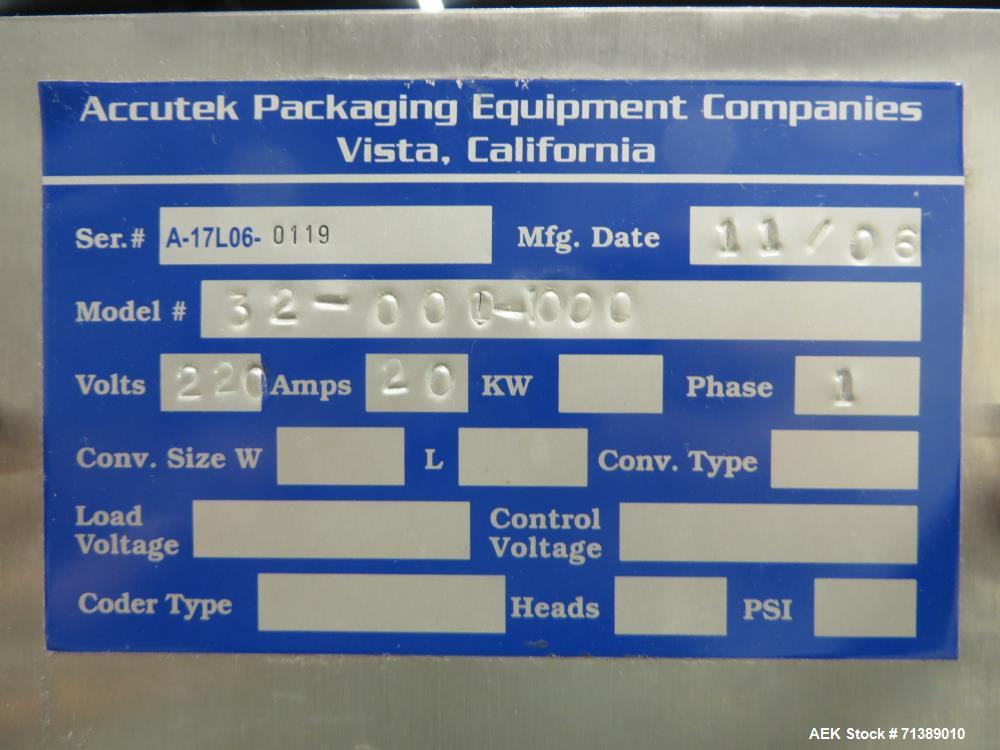 Accutek Packaging Equipment Companies
Vista, California
Ser.# A-17L06- 0119 Mfg. Date 11/06
Model # 32-000-1000
Volts 220 Amps 20 KW Phase 1
Conv. Size W L Conv. Type
Load Voltage Control Voltage
Coder Type Heads PSI
AEK Stock # 71389010